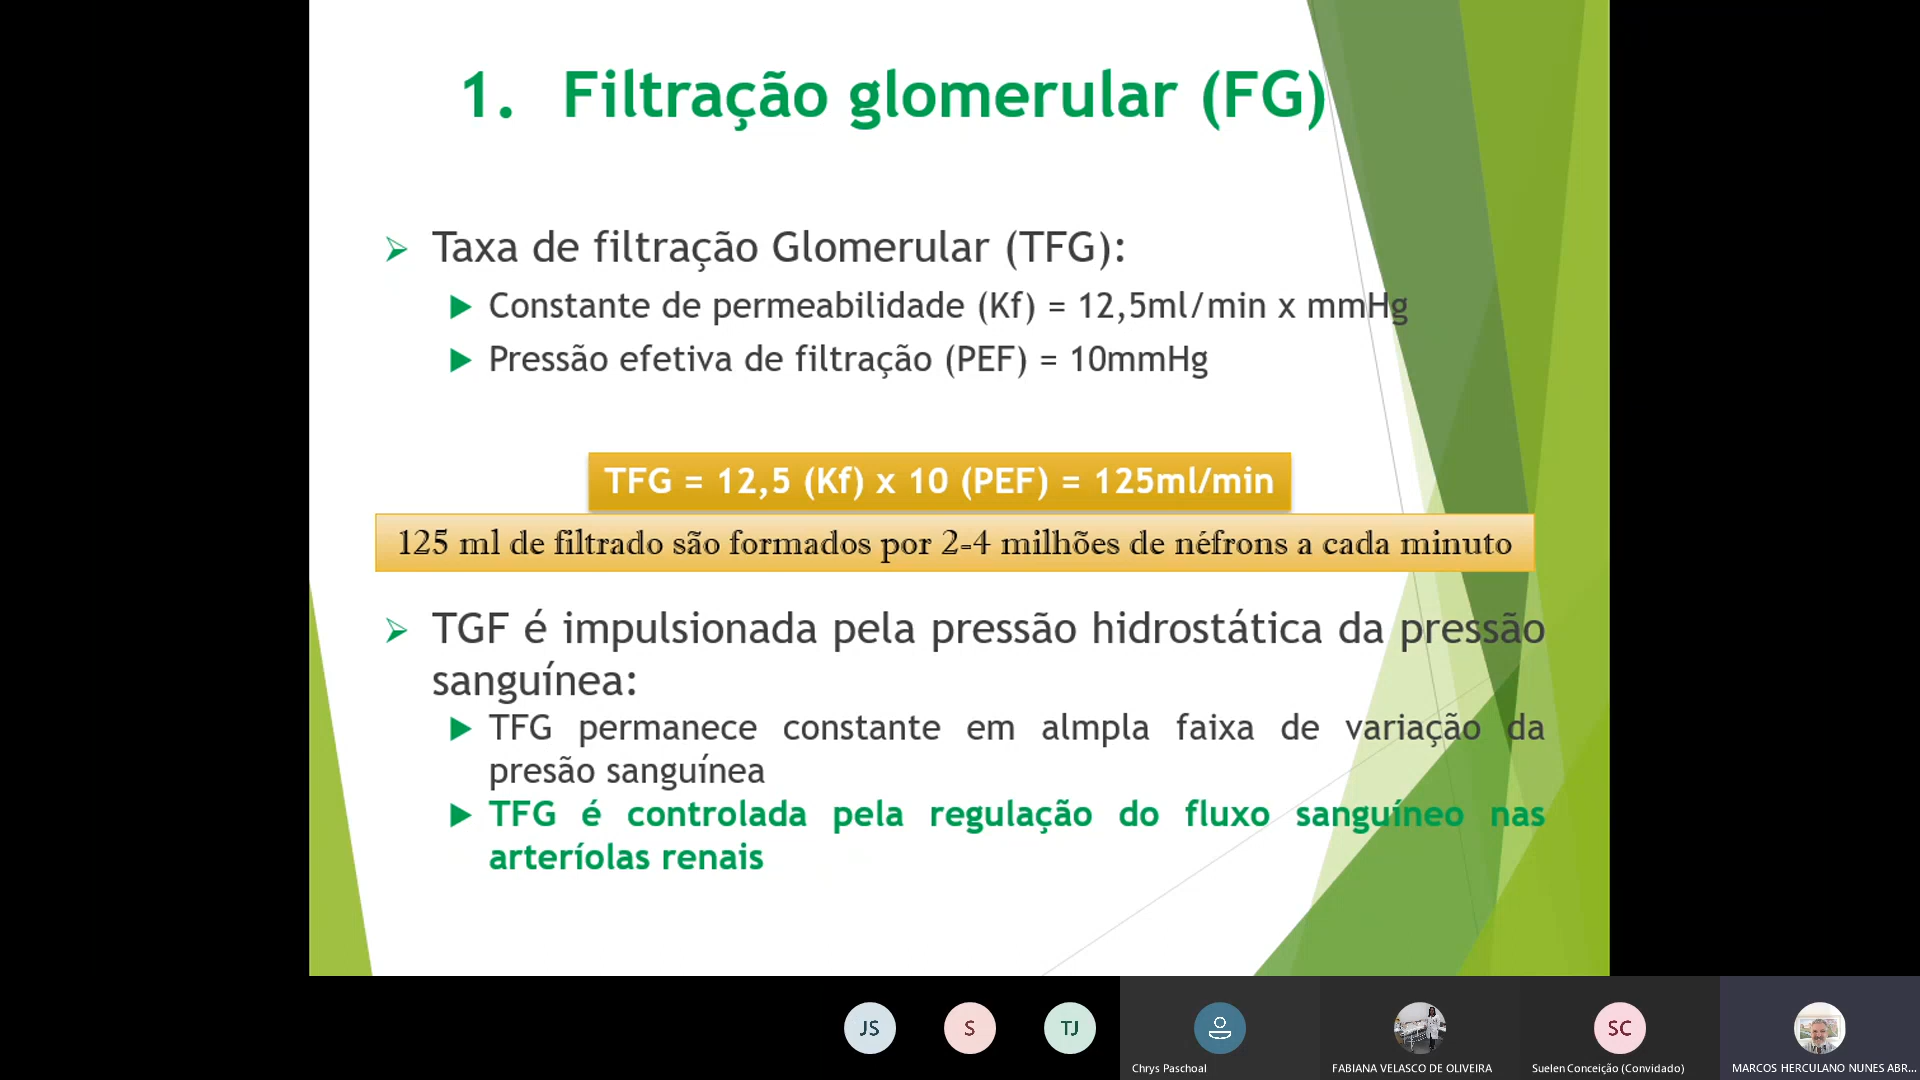 1. Filtração glomerular (FG)
Taxa de filtração Glomerular (TFG):
Constante de permeabilidade (Kf) = 12,5ml/min x mmHg
Pressão efetiva de filtração (PEF) = 10mmHg
TFG = 12,5 (Kf) x 10 (PEF) = 125ml/min
125 ml de filtrado são formados por 2-4 milhões de néfrons a cada minuto
TGF é impulsionada pela pressão hidrostática da pressão
sanguínea:
TFG permanece constante em almpla faixa de variação da
presão sanguínea
TFG é controlada pela regulação do fluxo sanguíneo nas
arteríolas renais
JS S TJ SC
Chrys Paschoal FABIANA VELASCO DE OLIVEIRA Suelen Conceição (Convidado) MARCOS HERCULANO NUNES ABR...